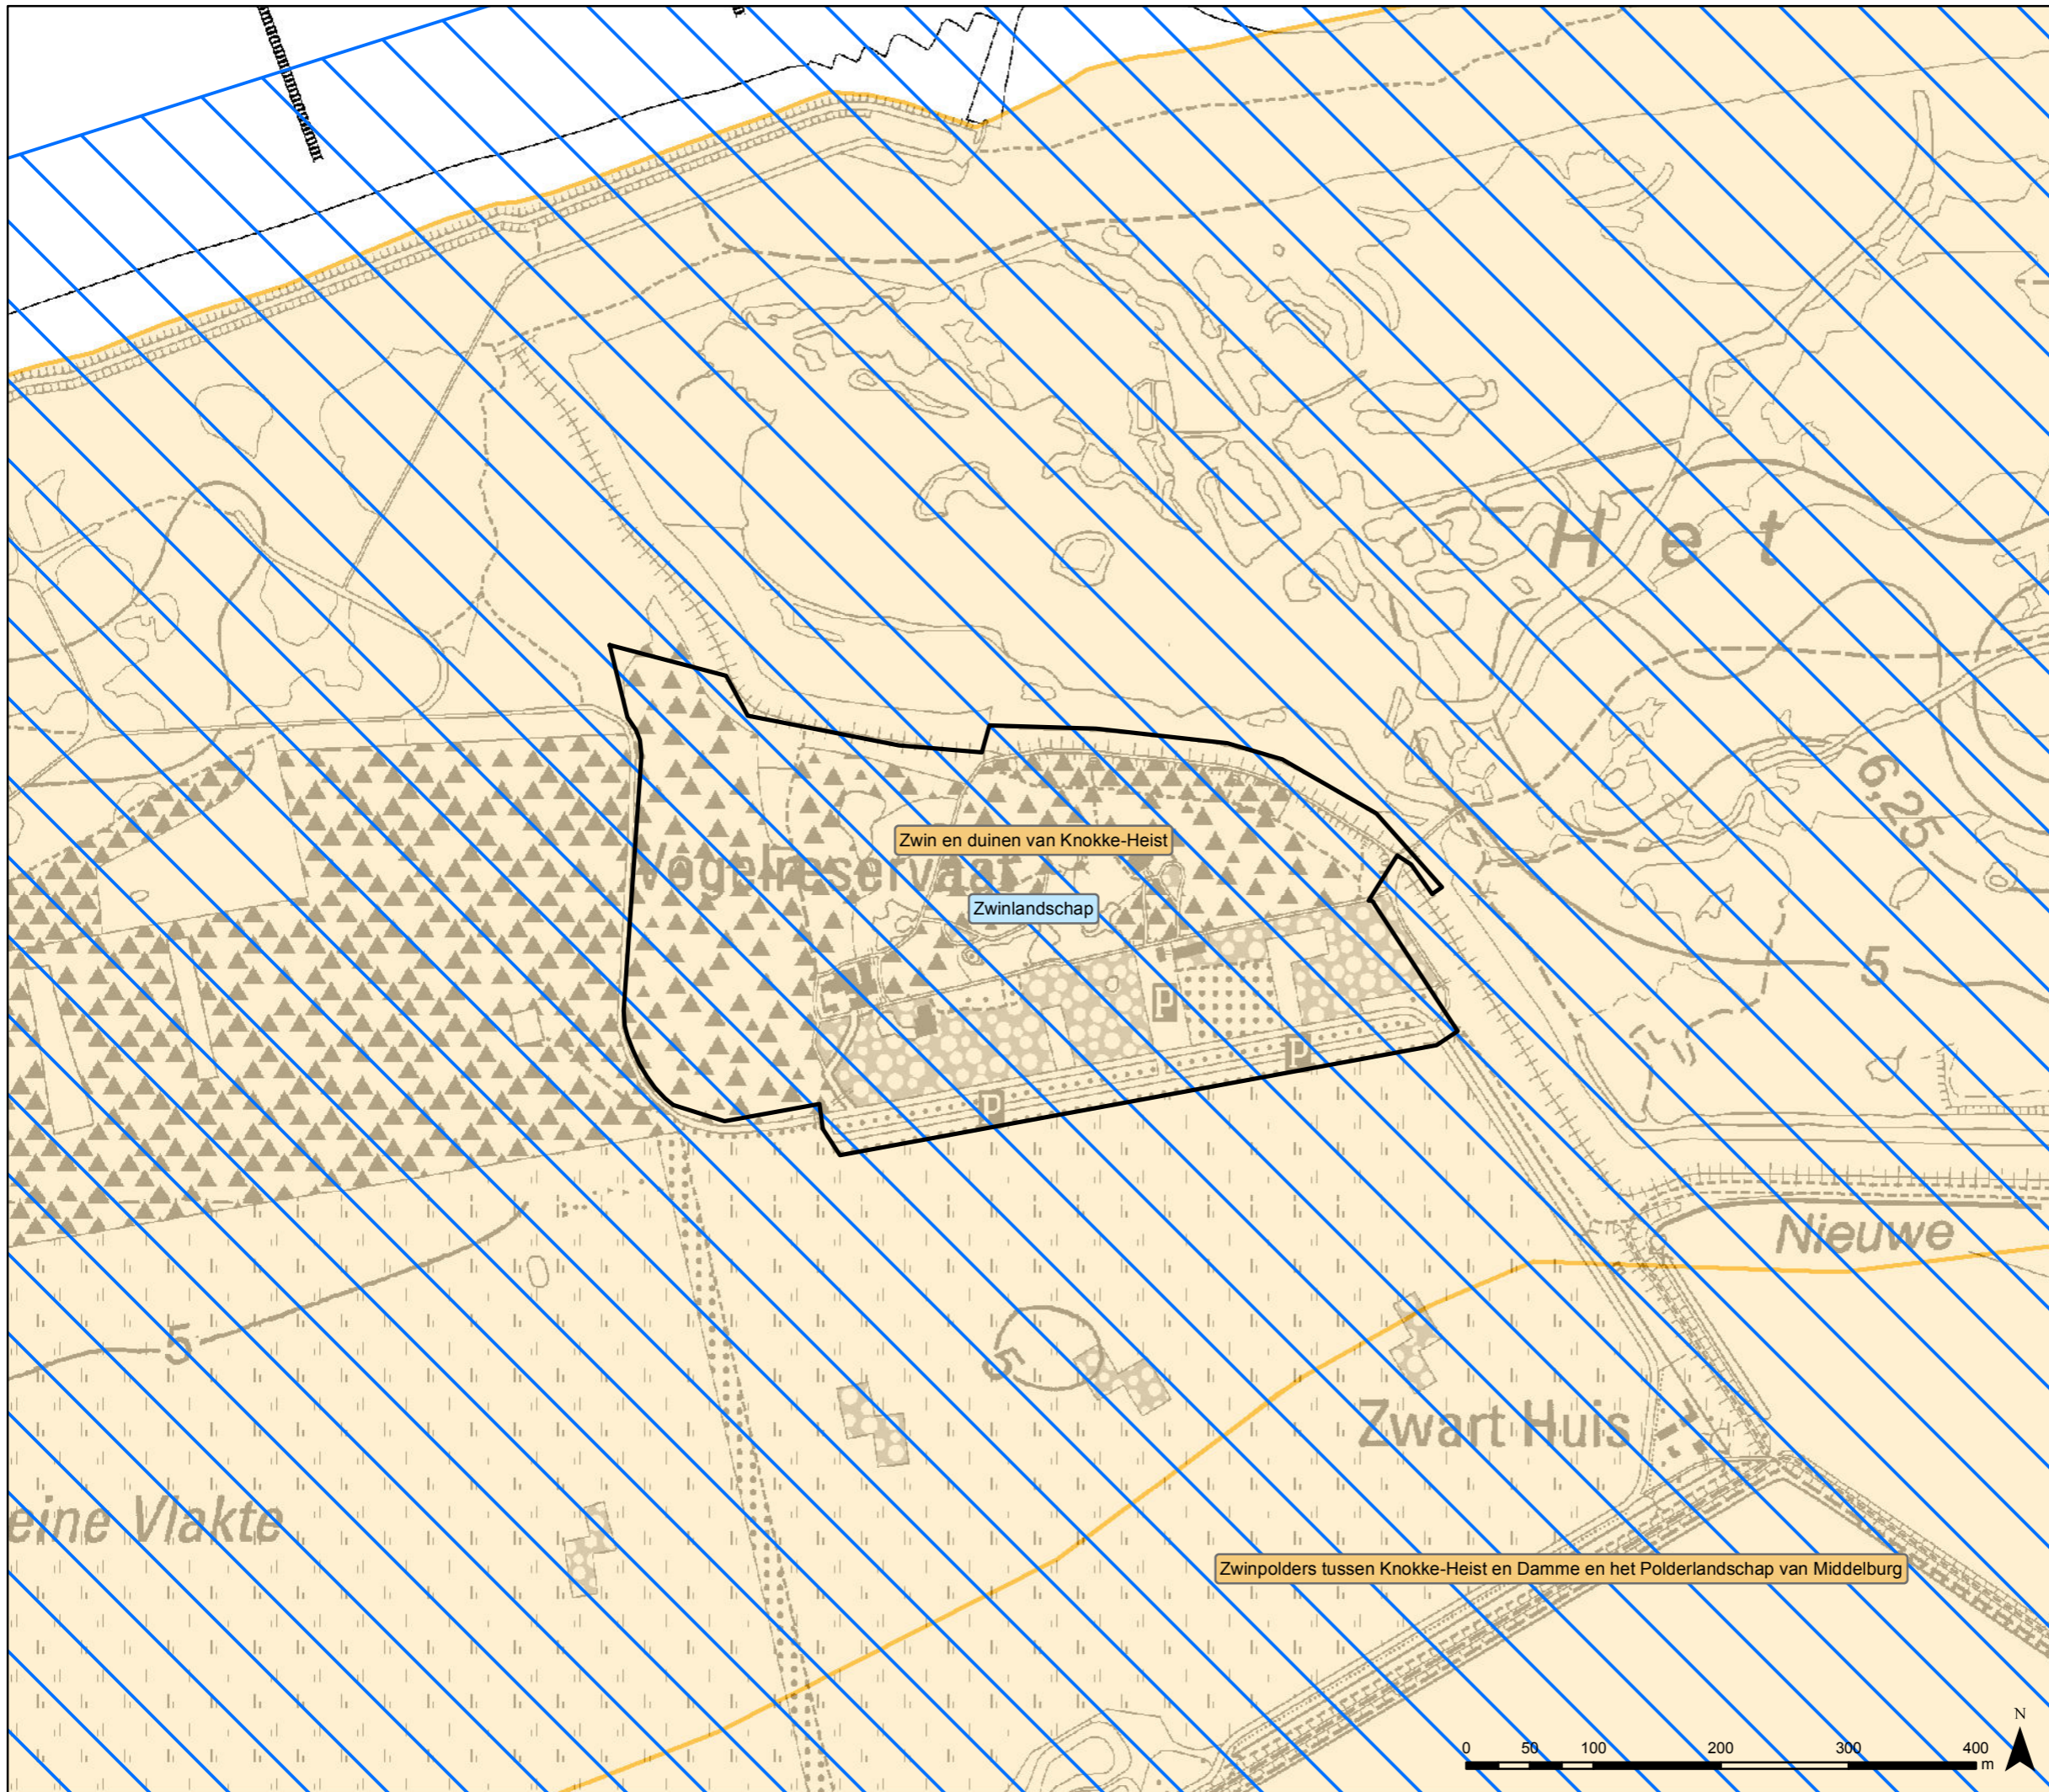 Het
6,25
Zwin en duinen van Knokke-Heist
Vogelreservaat
Zwinlandschap
5
P
P
P
Nieuwe
5
5
Zwart Huis
eine Vlakte
Zwinpolders tussen Knokke-Heist en Damme en het Polderlandschap van Middelburg
N
0 50 100 200 300 400
m